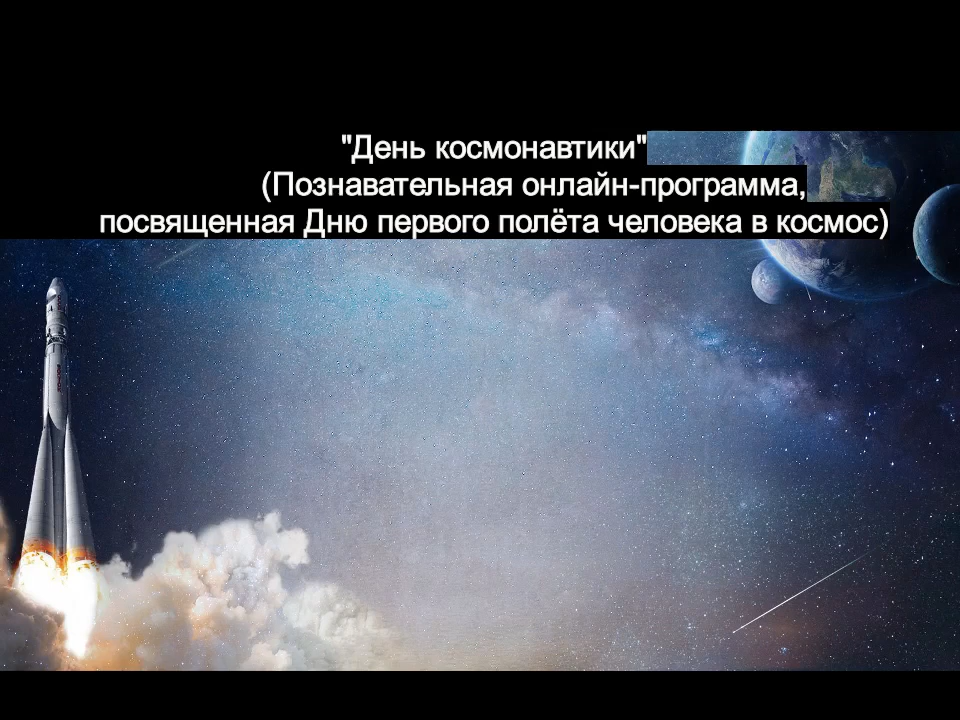 "День космонавтики"
(Познавательная онлайн-программа,
посвященная Дню первого полёта человека в космос)